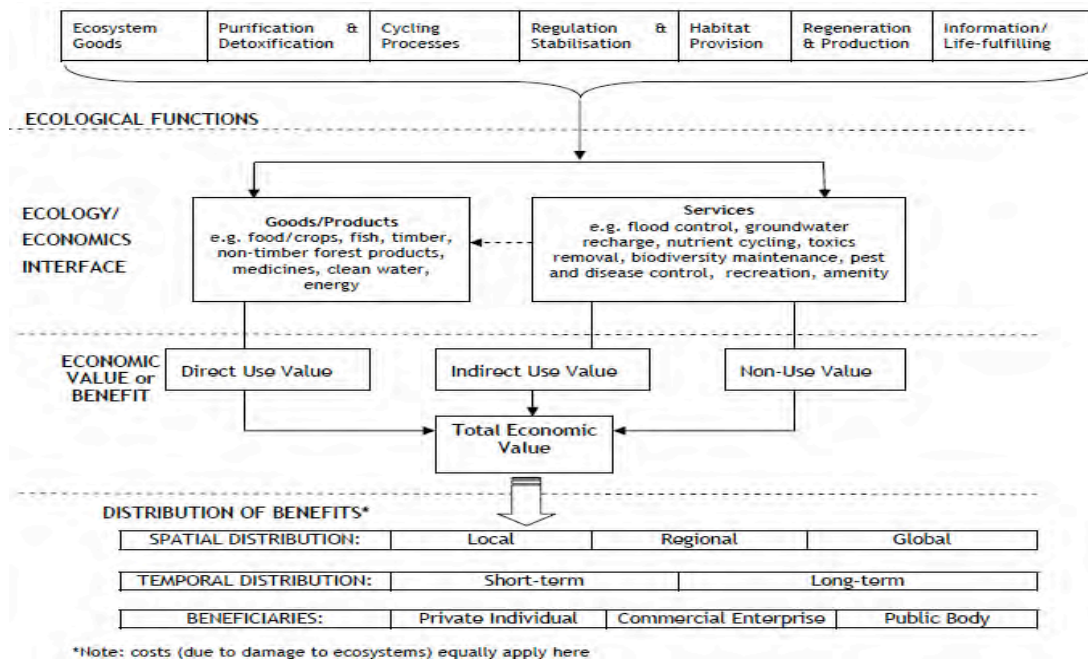 Ecosystem
Goods
Purification &
Detoxification
Cycling
Processes
Regulation &
Stabilisation
Habitat
Provision
Regeneration
& Production
Information/
Life-fulfilling
ECOLOGICAL FUNCTIONS
ECOLOGY/
ECONOMICS
INTERFACE
Goods/Products
e.g. food/crops, fish, timber,
non-timber forest products,
medicines, clean water,
energy
Services
e.g. flood control, groundwater
recharge, nutrient cycling, toxics
removal, biodiversity maintenance, pest
and disease control, recreation, amenity
ECONOMIC
VALUE or
BENEFIT
Direct Use Value
Indirect Use Value
Non-Use Value
Total Economic
Value
DISTRIBUTION OF BENEFITS*
SPATIAL DISTRIBUTION: Local Regional Global
TEMPORAL DISTRIBUTION: Short-term Long-term
BENEFICIARIES: Private Individual Commercial Enterprise Public Body
*Note: costs (due to damage to ecosystems) equally apply here